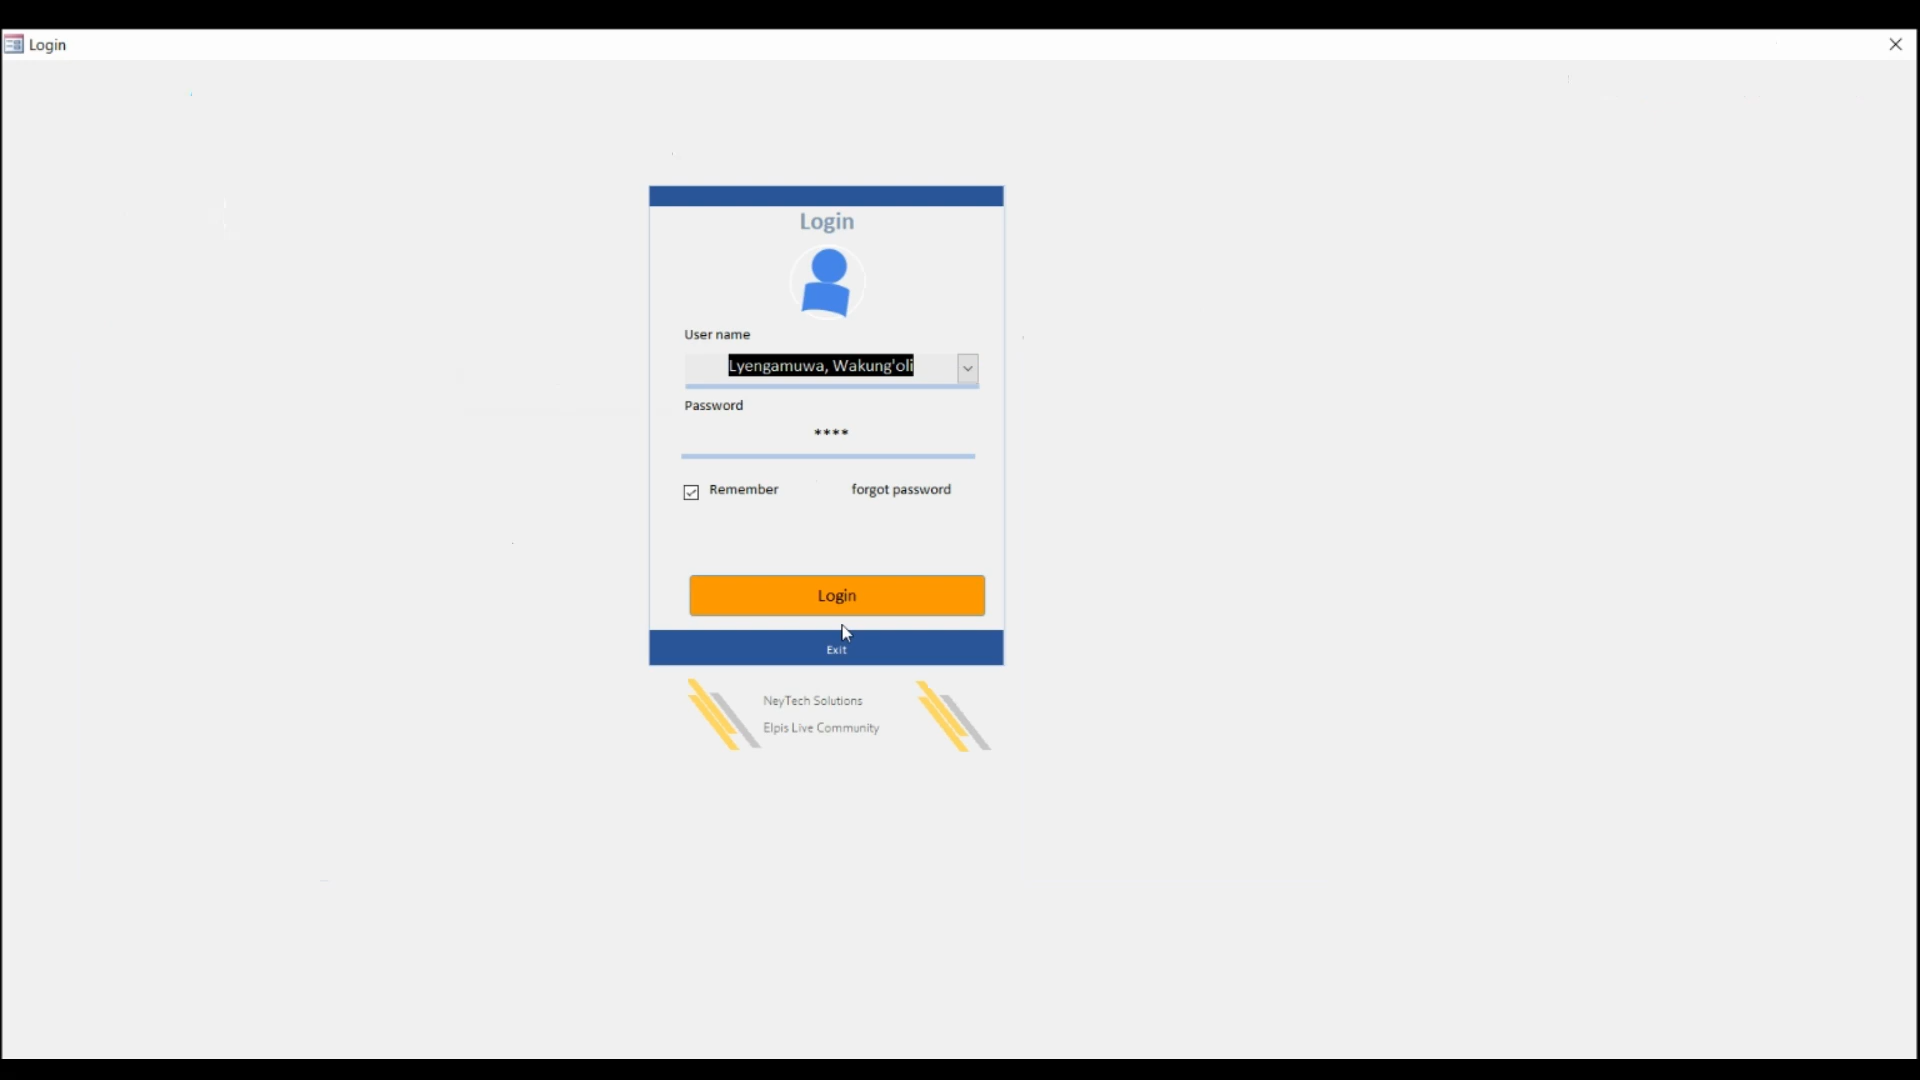 Login
Login
User name
Lyengamuwa, Wakung'oli
Password
****
Remember
forgot password
Login
Exit
NeyTech Solutions
Elpis Live Community